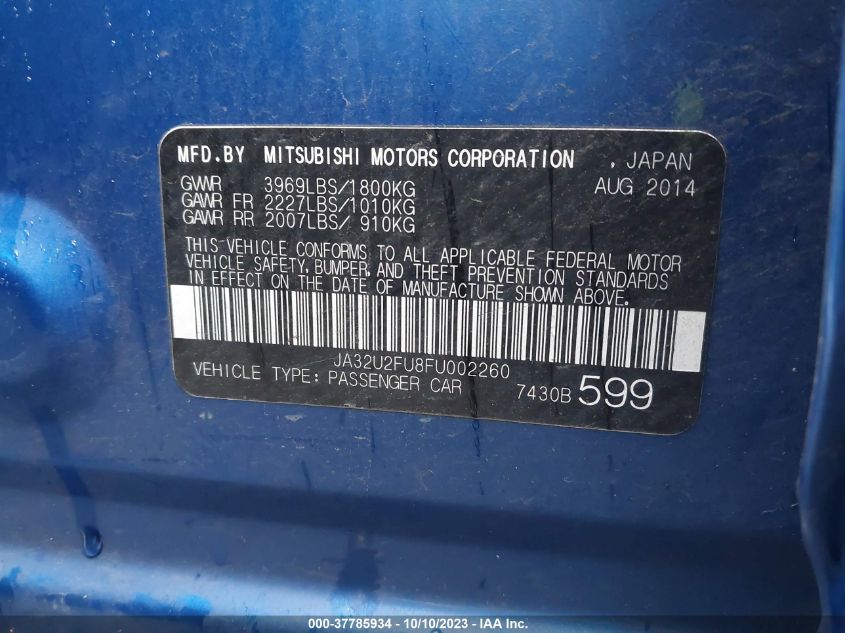 MFD.BY MITSUBISHI MOTORS CORPORATION , JAPAN
GVWR 3969LBS/1800KG AUG 2014
GAWR FR 2227LBS/1010KG
GAWR RR 2007LBS/ 910KG
THIS VEHICLE CONFORMS TO ALL APPLICABLE FEDERAL MOTOR
VEHICLE SAFETY, BUMPER, AND THEFT PREVENTION STANDARDS
IN EFFECT ON THE DATE OF MANUFACTURE SHOWN ABOVE.
JA32U2FU8FU002260
VEHICLE TYPE: PASSENGER CAR 7430B 599
000-37785934 - 10/10/2023 - © IAA Inc.